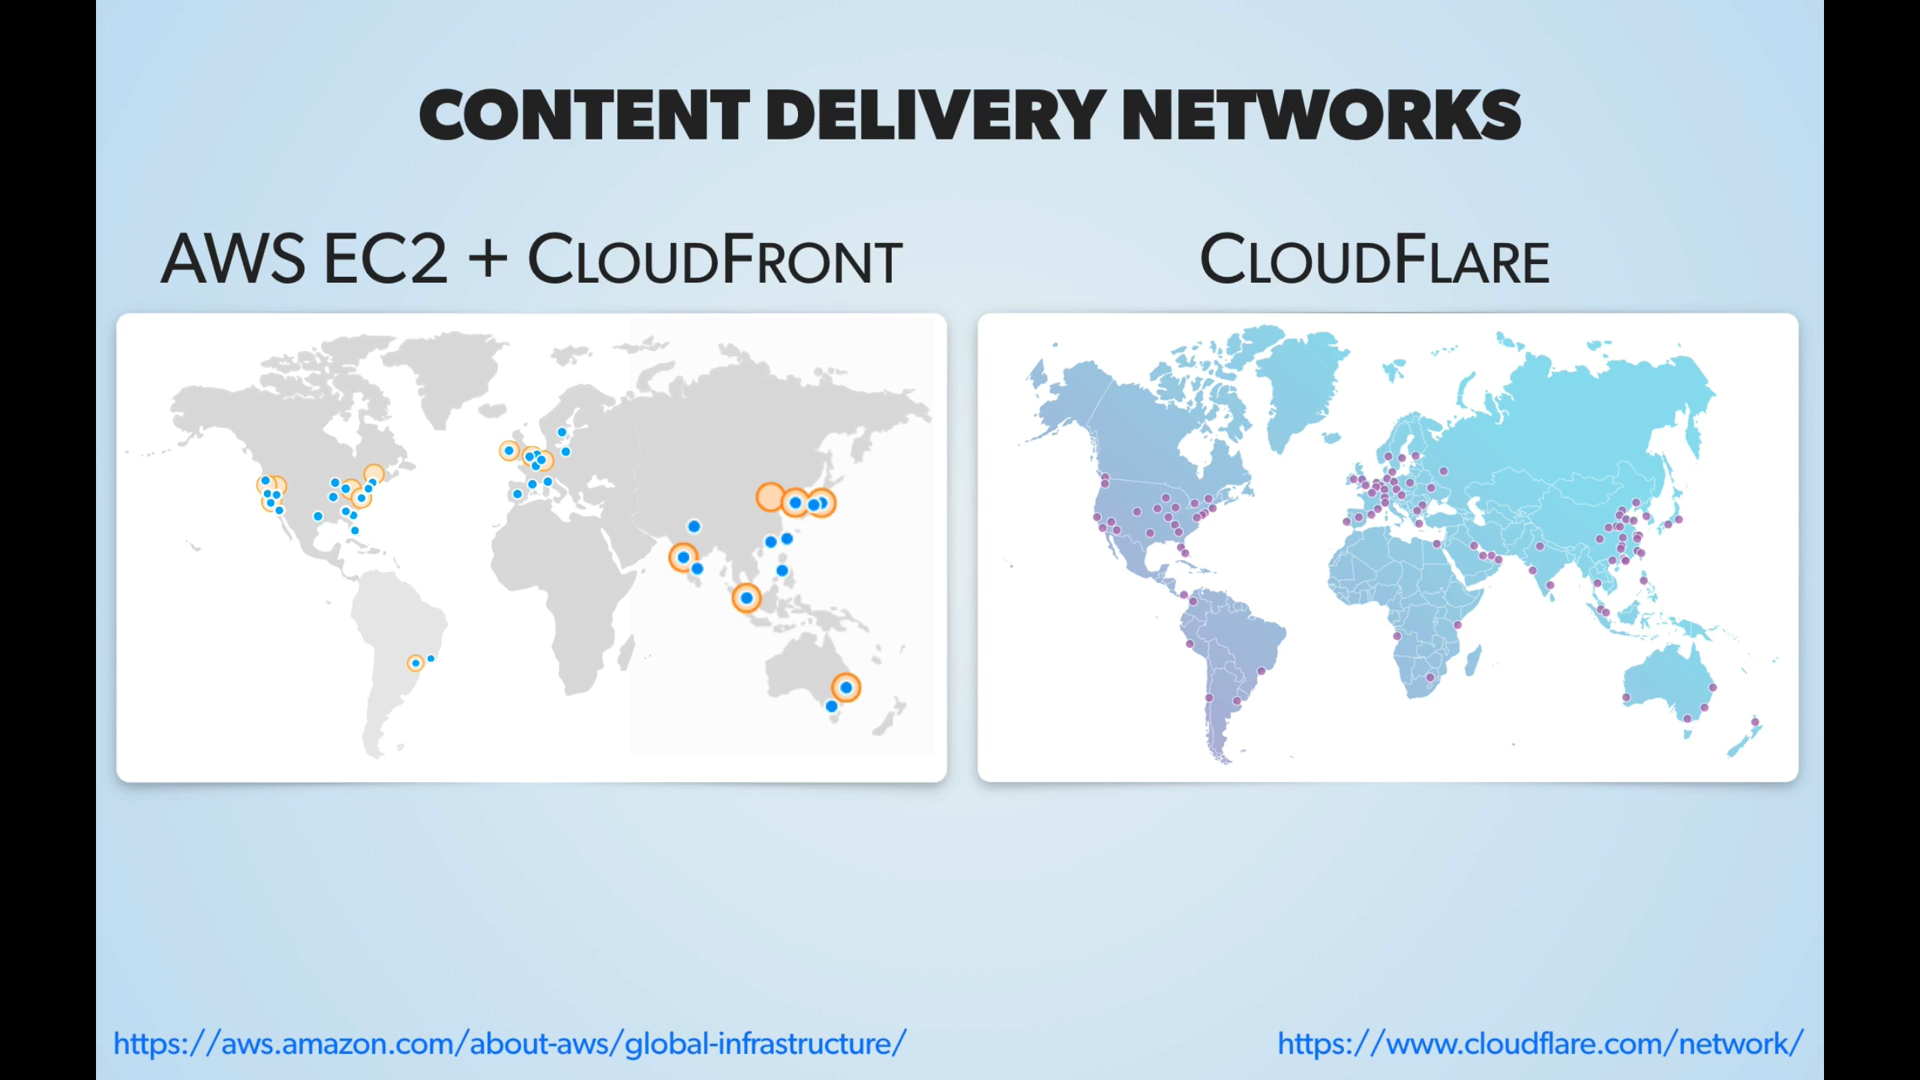 CONTENT DELIVERY NETWORKS
AWS EC2 + CLOUDFRONT
CLOUDFLARE
https://aws.amazon.com/about-aws/global-infrastructure/
https://www.cloudflare.com/network/